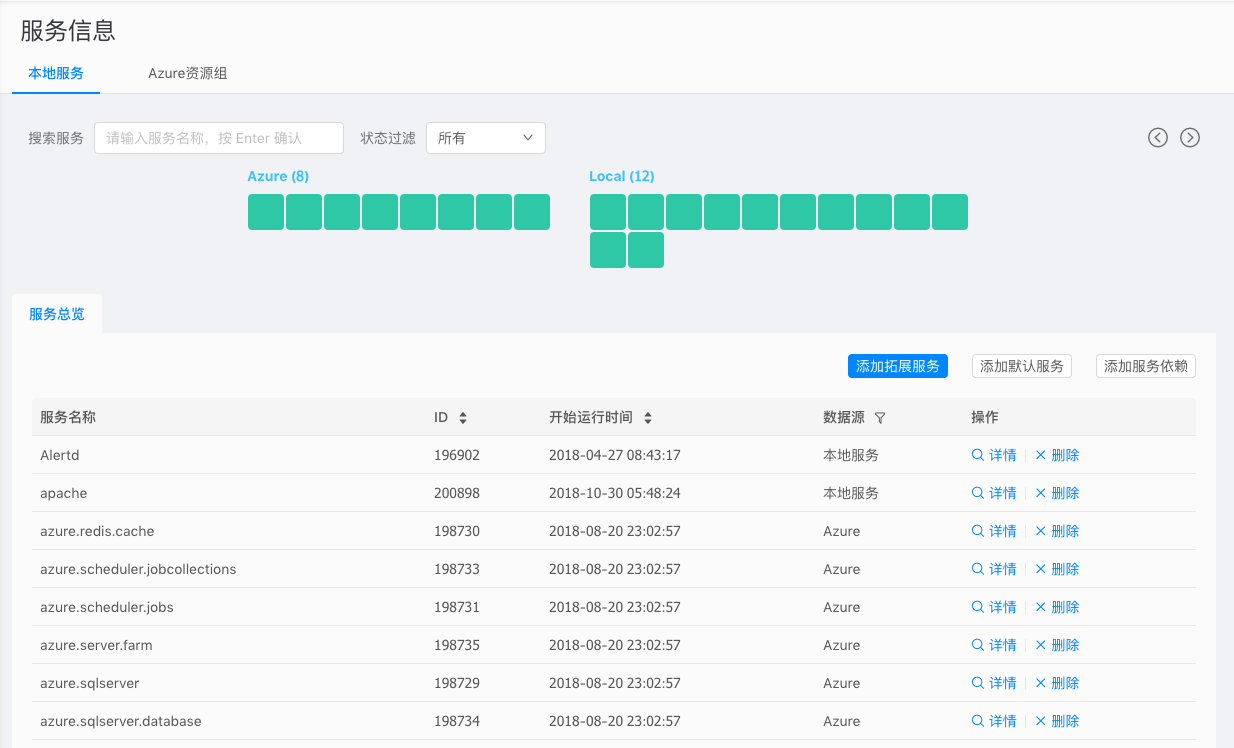 服务信息
本地服务 Azure资源组
搜索服务 请输入服务名称，按 Enter 确认 状态过滤 所有
Azure (8) Local (12)
服务总览
添加拓展服务 添加默认服务 添加服务依赖
服务名称 ID 开始运行时间 数据源 操作
Alertd 196902 2018-04-27 08:43:17 本地服务 详情 删除
apache 200898 2018-10-30 05:48:24 本地服务 详情 删除
azure.redis.cache 198730 2018-08-20 23:02:57 Azure 详情 删除
azure.scheduler.jobcollections 198733 2018-08-20 23:02:57 Azure 详情 删除
azure.scheduler.jobs 198731 2018-08-20 23:02:57 Azure 详情 删除
azure.server.farm 198735 2018-08-20 23:02:57 Azure 详情 删除
azure.sqlserver 198729 2018-08-20 23:02:57 Azure 详情 删除
azure.sqlserver.database 198734 2018-08-20 23:02:57 Azure 详情 删除